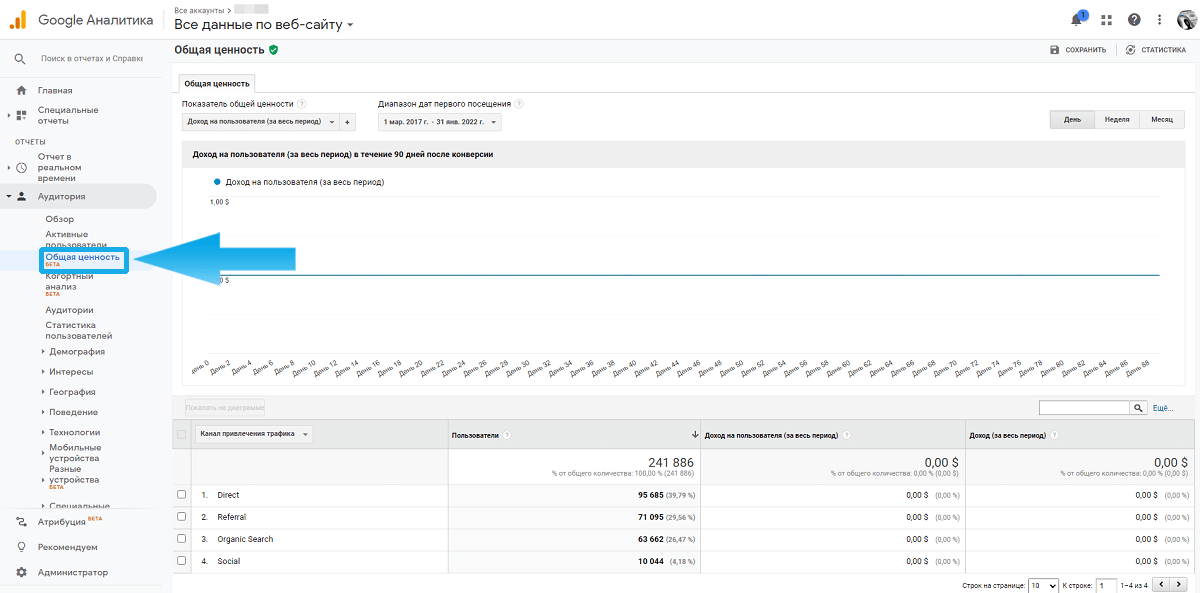 Google Аналитика
Все аккаунты >
Все данные по веб-сайту
1
Поиск в отчетах и Справке
Общая ценность
СОХРАНИТЬ
СТАТИСТИКА
Главная
Специальные
отчеты
ОТЧЕТЫ
Отчет в
реальном
времени
Аудитория
Обзор
Активные
пользователи
Общая ценность
БЕТА
Когортный
анализ
БЕТА
Аудитории
Статистика
пользователей
Демография
Интересы
География
Поведение
Технологии
Мобильные
устройства
Разные
устройства
БЕТА
Специальные
Атрибуция БЕТА
Рекомендуем
Администратор
Общая ценность
Показатель общей ценности ?
Диапазон дат первого посещения ?
Доход на пользователя (за весь период)
+
1 мар. 2017 г. - 31 янв. 2022 г.
День
Неделя
Месяц
Доход на пользователя (за весь период) в течение 90 дней после конверсии
Доход на пользователя (за весь период)
1,00 $
0 $
День 0 День 2 День 4 День 6 День 8 День 10 День 12 День 14 День 16 День 18 День 20 День 22 День 24 День 26 День 28 День 30 День 32 День 34 День 36 День 38 День 40 День 42 День 44 День 46 День 48 День 50 День 52 День 54 День 56 День 58 День 60 День 62 День 64 День 66 День 68 День 70 День 72 День 74 День 76 День 78 День 80 День 82 День 84 День 86 День 88
Показать на диаграмме
Ещё...
Канал привлечения трафика
Пользователи ?
Доход на пользователя (за весь период) ?
Доход (за весь период) ?
241 886
% от общего количества: 100,00 % (241 886)
0,00 $
% от общего количества: 0,00 % (0,00 $)
0,00 $
% от общего количества: 0,00 % (0,00 $)
1. Direct 95 685 (39,79 %) 0,00 $ (0,00 %) 0,00 $ (0,00 %)
2. Referral 71 095 (29,56 %) 0,00 $ (0,00 %) 0,00 $ (0,00 %)
3. Organic Search 63 662 (26,47 %) 0,00 $ (0,00 %) 0,00 $ (0,00 %)
4. Social 10 044 (4,18 %) 0,00 $ (0,00 %) 0,00 $ (0,00 %)
Строк на странице: 10 К строке: 1 1–4 из 4